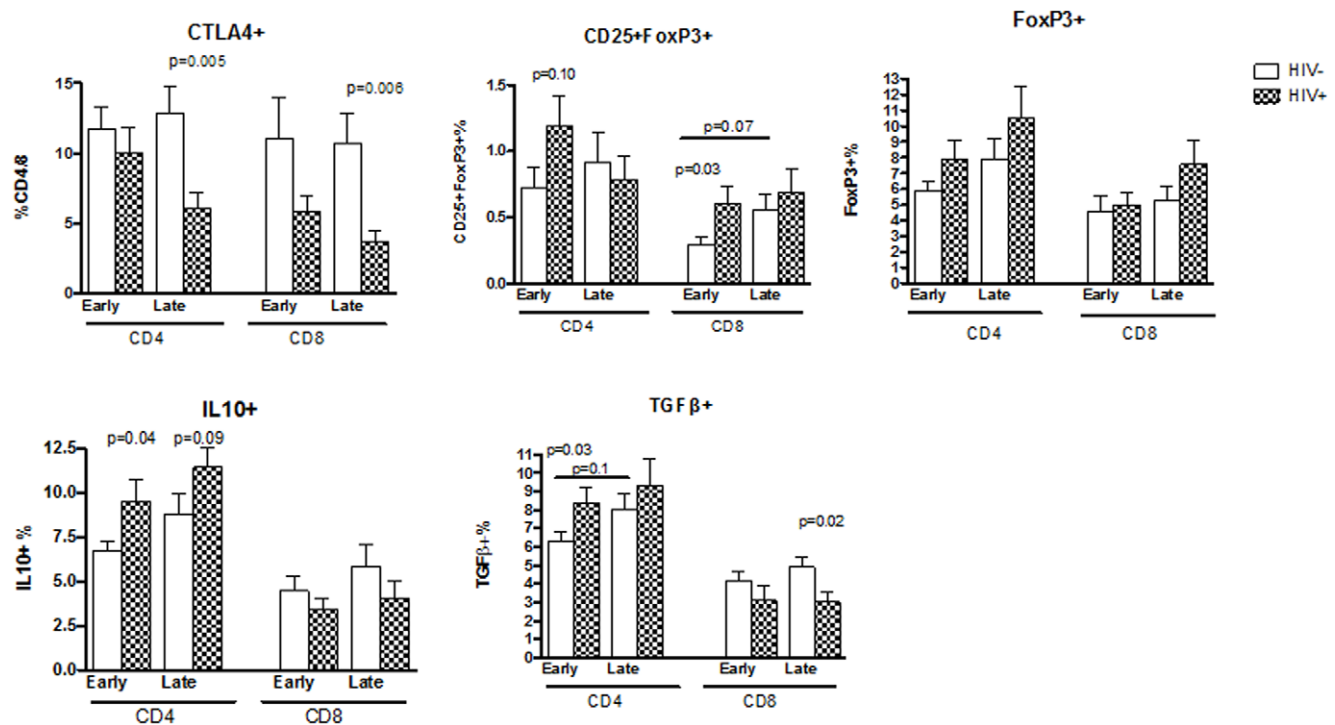 CTLA4+
p=0.005
p=0.006
15
10
5
0
%CD4/8
Early Late Early Late
CD4 CD8
CD25+FoxP3+
p=0.10
p=0.07
p=0.03
1.5
1.0
0.5
0.0
CD25+FoxP3+%
Early Late Early Late
CD4 CD8
FoxP3+
13
12
11
10
9
8
7
6
5
4
3
2
1
0
FoxP3+%
Early Late Early Late
CD4 CD8
HIV-
HIV+
IL10+
p=0.04 p=0.09
12.5
10.0
7.5
5.0
2.5
0.0
IL10+ %
Early Late Early Late
CD4 CD8
TGFβ+
p=0.03
p=0.1
p=0.02
11
10
9
8
7
6
5
4
3
2
1
0
TGFβ+%
Early Late Early Late
CD4 CD8